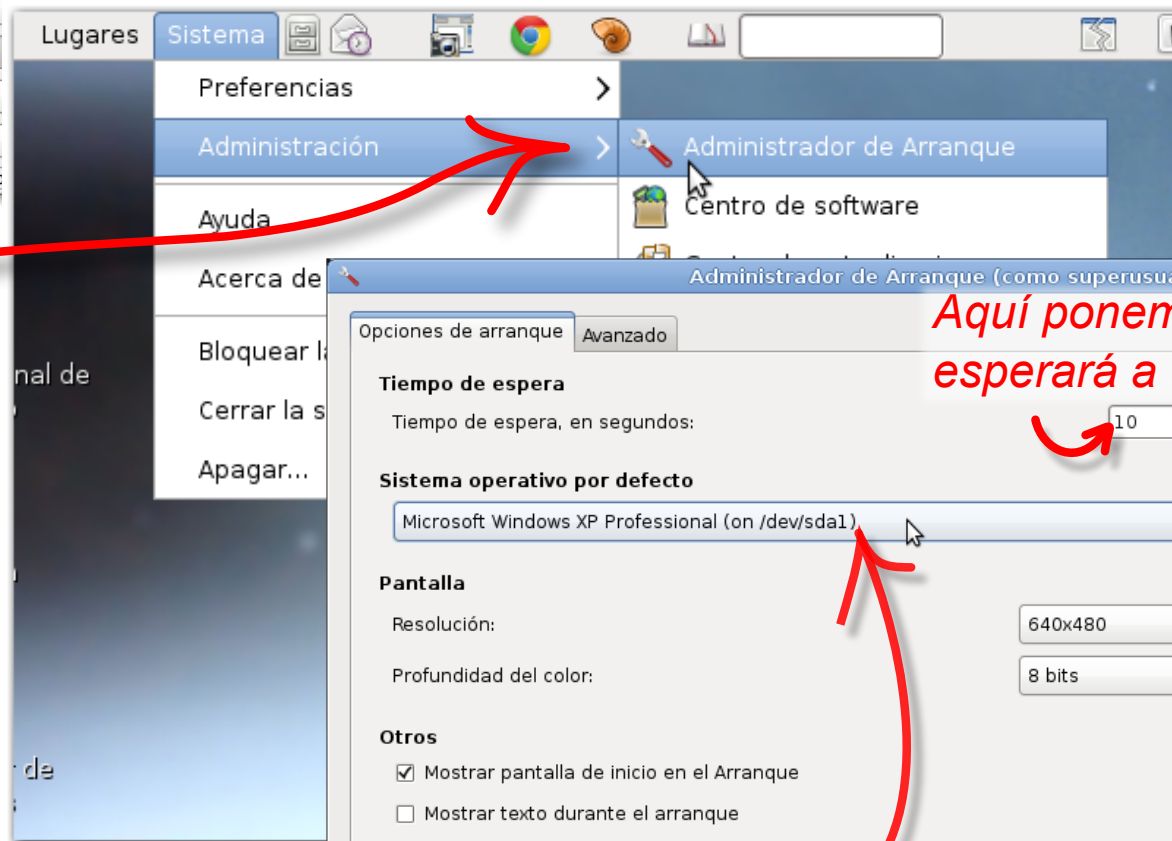 Lugares Sistema
Preferencias
Administración
Administrador de Arranque
Ayuda
Centro de software
Acerca de
Administrador de Arranque (como superusua
Aquí ponem
esperará a
Opciones de arranque Avanzado
Bloquear la
nal de
Tiempo de espera
Cerrar la s
Tiempo de espera, en segundos: 10
Apagar...
Sistema operativo por defecto
Microsoft Windows XP Professional (on /dev/sda1)
Pantalla
Resolución: 640x480
Profundidad del color: 8 bits
Otros
de
Mostrar pantalla de inicio en el Arranque
Mostrar texto durante el arranque